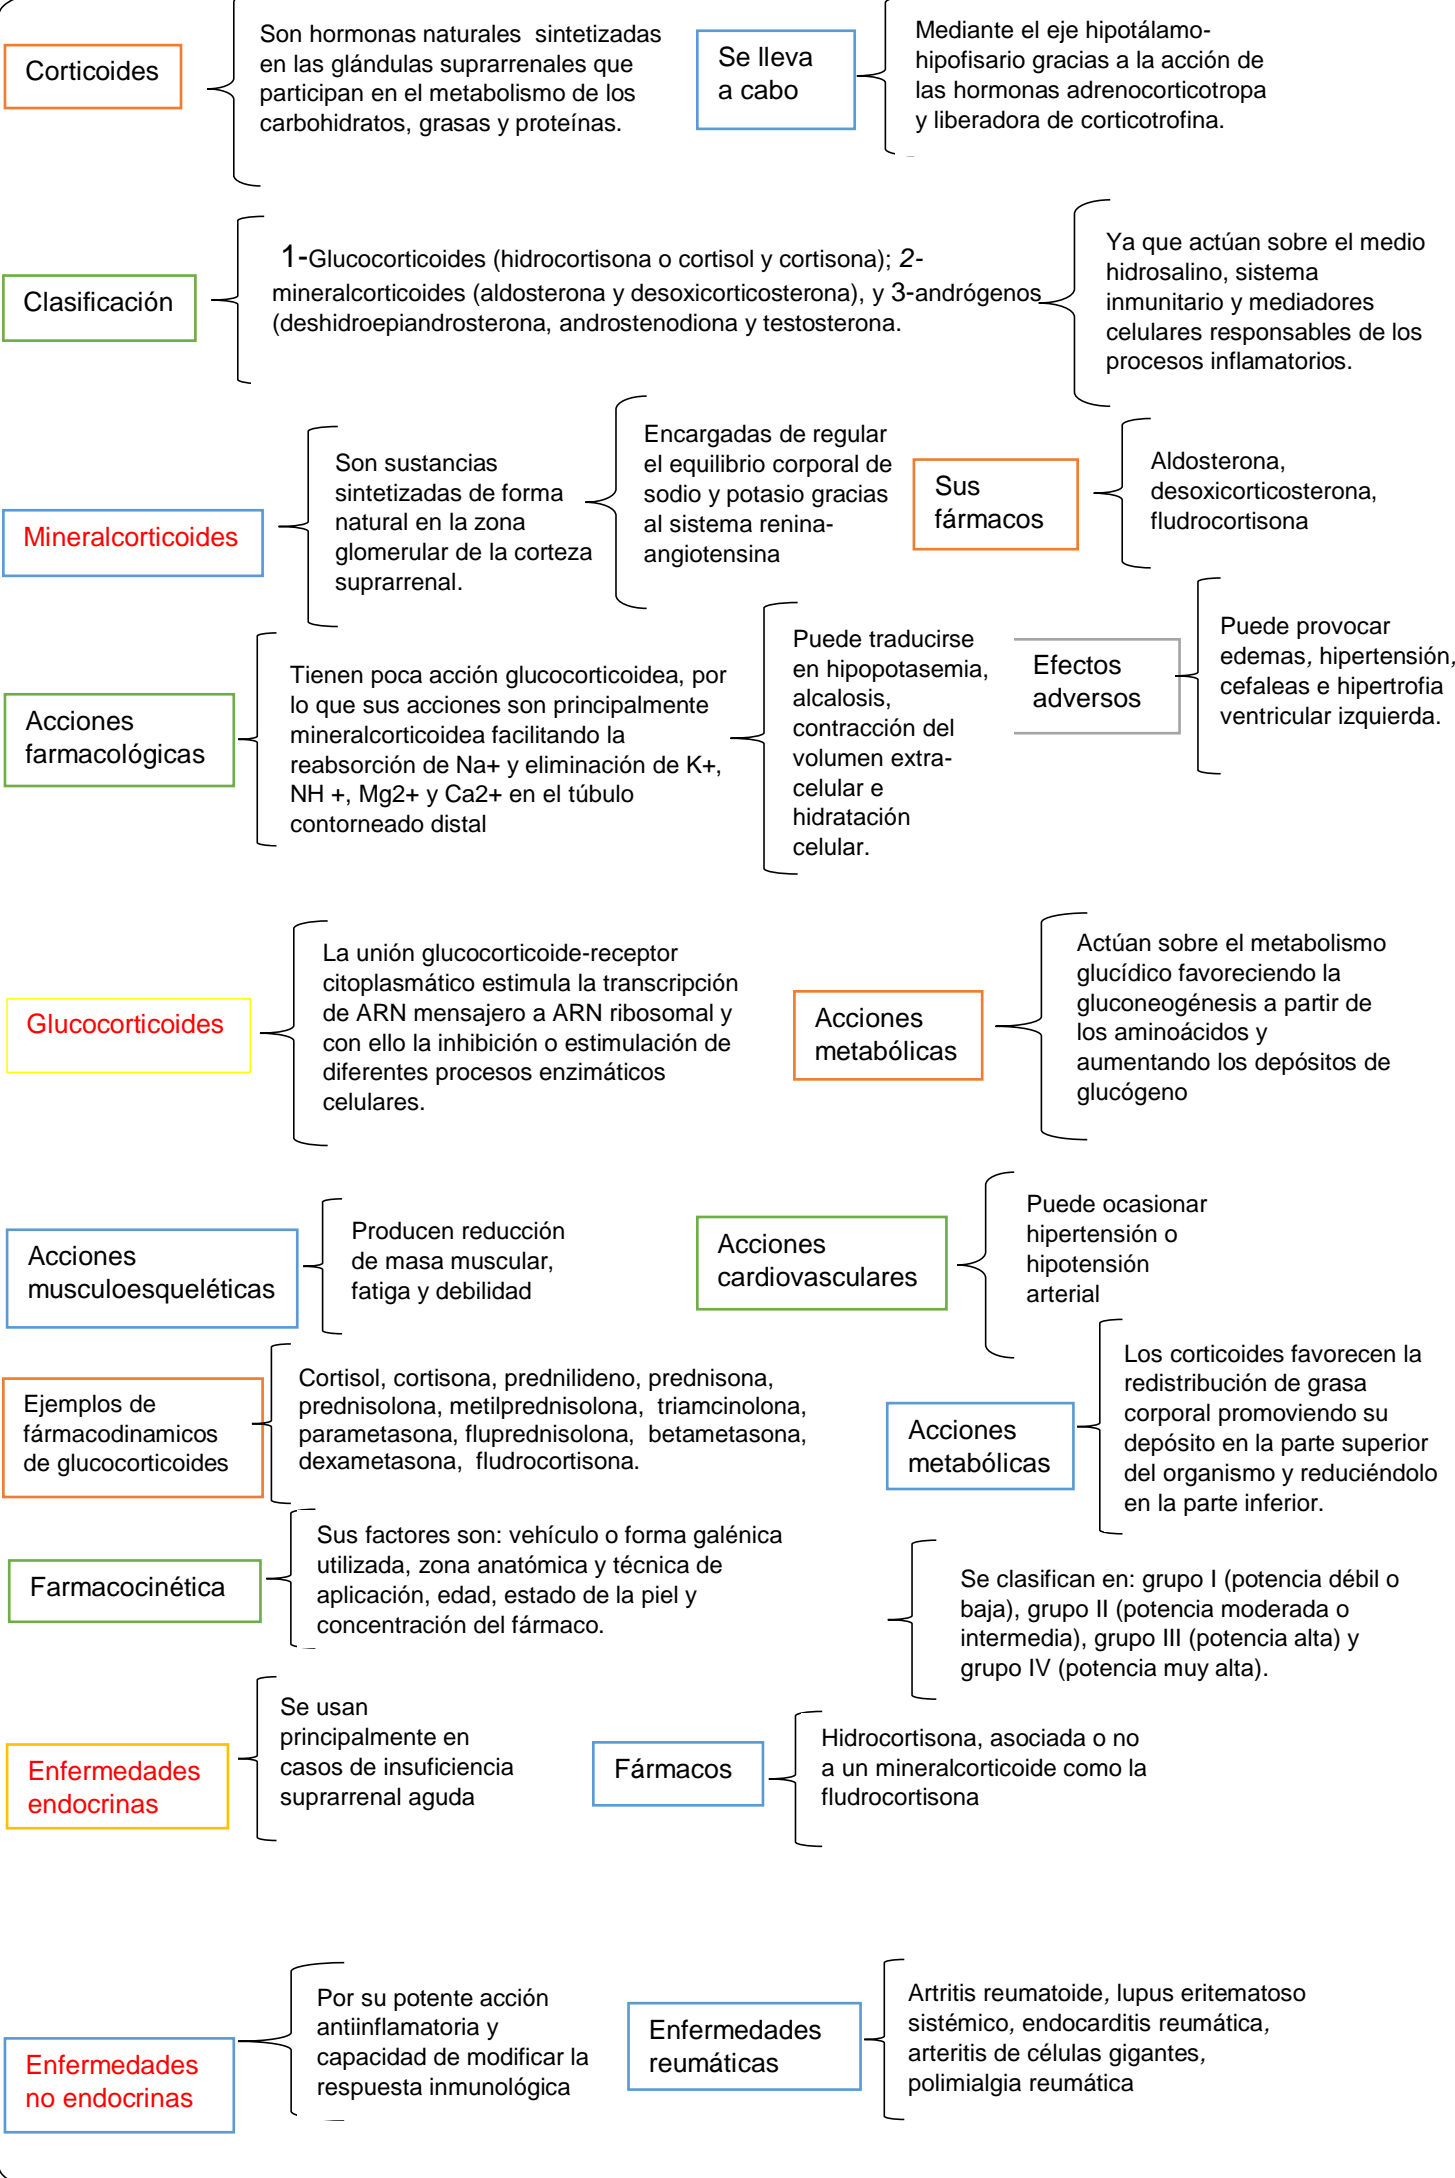 Corticoides
Son hormonas naturales sintetizadas
en las glándulas suprarrenales que
participan en el metabolismo de los
carbohidratos, grasas y proteínas.
Se lleva
a cabo
Mediante el eje hipotálamo-
hipofisario gracias a la acción de
las hormonas adrenocorticotropa
y liberadora de corticotrofina.
Clasificación
1-Glucocorticoides (hidrocortisona o cortisol y cortisona); 2-
mineralcorticoides (aldosterona y desoxicorticosterona), y 3-andrógenos
(deshidroepiandrosterona, androstenodiona y testosterona.
Ya que actúan sobre el medio
hidrosalino, sistema
inmunitario y mediadores
celulares responsables de los
procesos inflamatorios.
Mineralcorticoides
Son sustancias
sintetizadas de forma
natural en la zona
glomerular de la corteza
suprarrenal.
Encargadas de regular
el equilibrio corporal de
sodio y potasio gracias
al sistema renina-
angiotensina
Sus
fármacos
Aldosterona,
desoxicorticosterona,
fludrocortisona
Acciones
farmacológicas
Tienen poca acción glucocorticoidea, por
lo que sus acciones son principalmente
mineralcorticoidea facilitando la
reabsorción de Na+ y eliminación de K+,
NH +, Mg2+ y Ca2+ en el túbulo
contorneado distal
Puede traducirse
en hipopotasemia,
alcalosis,
contracción del
volumen extra-
celular e
hidratación
celular.
Efectos
adversos
Puede provocar
edemas, hipertensión,
cefaleas e hipertrofia
ventricular izquierda.
Glucocorticoides
La unión glucocorticoide-receptor
citoplasmático estimula la transcripción
de ARN mensajero a ARN ribosomal y
con ello la inhibición o estimulación de
diferentes procesos enzimáticos
celulares.
Acciones
metabólicas
Actúan sobre el metabolismo
glucídico favoreciendo la
gluconeogénesis a partir de
los aminoácidos y
aumentando los depósitos de
glucógeno
Acciones
musculoesqueléticas
Producen reducción
de masa muscular,
fatiga y debilidad
Acciones
cardiovasculares
Puede ocasionar
hipertensión o
hipotensión
arterial
Ejemplos de
fármacodinamicos
de glucocorticoides
Cortisol, cortisona, prednilideno, prednisona,
prednisolona, metilprednisolona, triamcinolona,
parametasona, fluprednisolona, betametasona,
dexametasona, fludrocortisona.
Acciones
metabólicas
Los corticoides favorecen la
redistribución de grasa
corporal promoviendo su
depósito en la parte superior
del organismo y reduciéndolo
en la parte inferior.
Farmacocinética
Sus factores son: vehículo o forma galénica
utilizada, zona anatómica y técnica de
aplicación, edad, estado de la piel y
concentración del fármaco.
Se clasifican en: grupo I (potencia débil o
baja), grupo II (potencia moderada o
intermedia), grupo III (potencia alta) y
grupo IV (potencia muy alta).
Enfermedades
endocrinas
Se usan
principalmente en
casos de insuficiencia
suprarrenal aguda
Fármacos
Hidrocortisona, asociada o no
a un mineralcorticoide como la
fludrocortisona
Enfermedades
no endocrinas
Por su potente acción
antiinflamatoria y
capacidad de modificar la
respuesta inmunológica
Enfermedades
reumáticas
Artritis reumatoide, lupus eritematoso
sistémico, endocarditis reumática,
arteritis de células gigantes,
polimialgia reumática